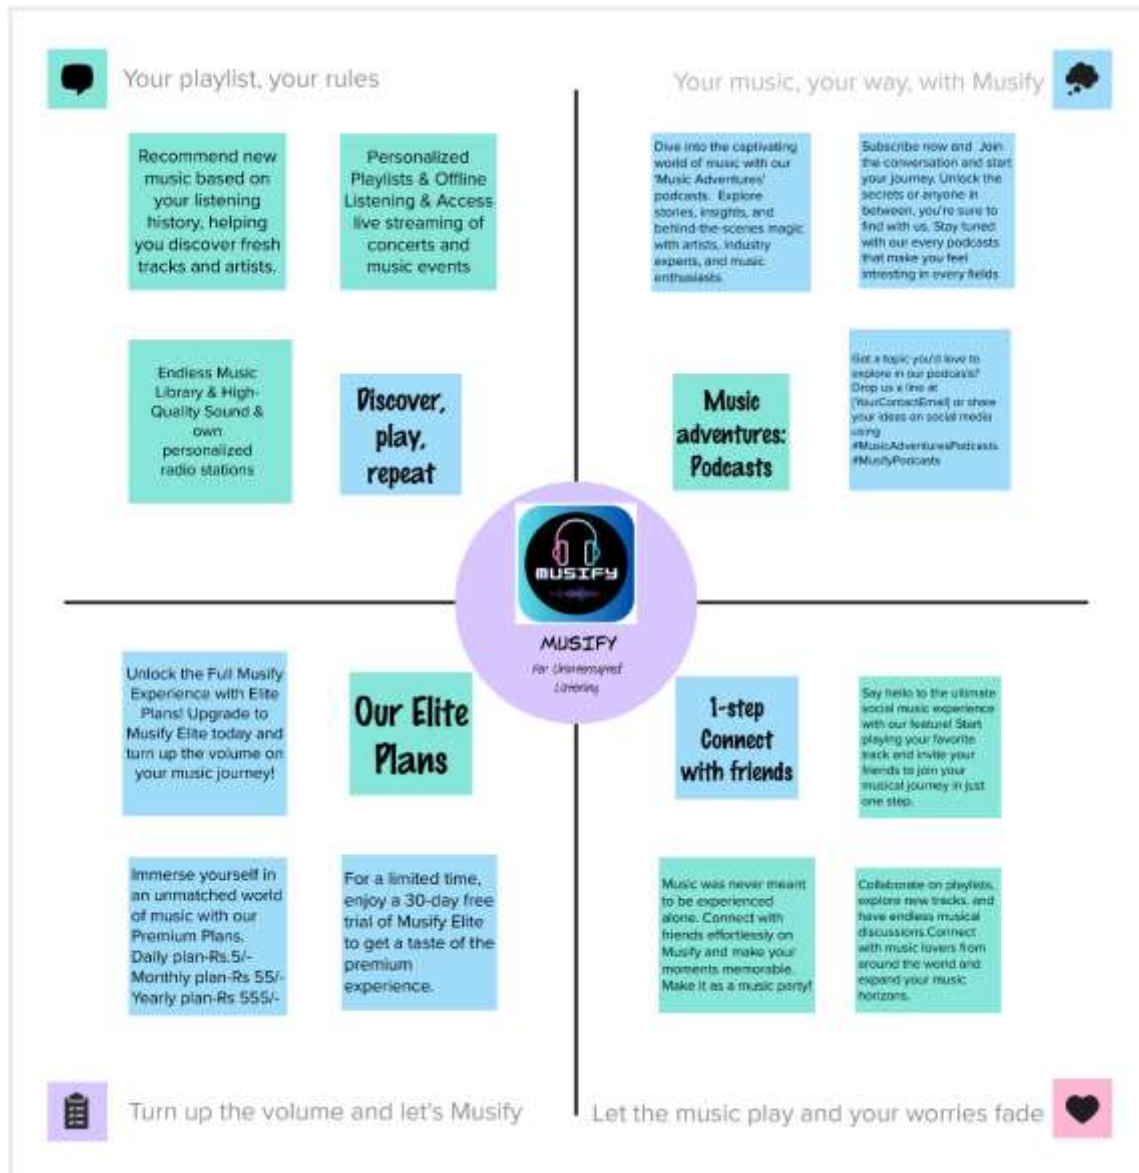 Your playlist, your rules
Recommend new
music based on
your listening
history, helping
you discover fresh
tracks and artists.
Personalized
Playlists & Offline
Listening & Access
live streaming of
concerts and
music events
Endless Music
Library & High-
Quality Sound &
own
personalized
radio stations
Discover,
play,
repeat
Your music, your way, with Musify
Dive into the captivating
world of music with our
'Music Adventures'
podcasts. Explore
stories, insights, and
behind-the-scenes magic
with artists, industry
experts, and music
enthusiasts
Subscribe now and Join
the conversation and start
your journey. Unlock the
secrets or anyone in
between, you're sure to
find with us. Stay tuned
with our every podcasts
that make you feel
intresting in every fields
Music
adventures:
Podcasts
Got a topic you'd love to
explore in our podcasts?
Drop us a line at
[YourContactEmail] or share
your ideas on social media
using
#MusicAdventuresPodcasts.
#MusifyPodcasts
MUSIFY
MUSIFY
For Uninterrupted
Listening
Unlock the Full Musify
Experience with Elite
Plans! Upgrade to
Musify Elite today and
turn up the volume on
your music journey!
Our Elite
Plans
Immerse yourself in
an unmatched world
of music with our
Premium Plans.
Daily plan-Rs.5/-
Monthly plan-Rs 55/-
Yearly plan-Rs 555/-
For a limited time,
enjoy a 30-day free
trial of Musify Elite
to get a taste of the
premium
experience.
Turn up the volume and let's Musify
1-step
Connect
with friends
Say hello to the ultimate
social music experience
with our feature! Start
playing your favorite
track and invite your
friends to join your
musical journey in just
one step.
Music was never meant
to be experienced
alone. Connect with
friends effortlessly on
Musify and make your
moments memorable.
Make it as a music party!
Collaborate on playlists,
explore new tracks, and
have endless musical
discussions.Connect
with music lovers from
around the world and
expand your music
horizons.
Let the music play and your worries fade